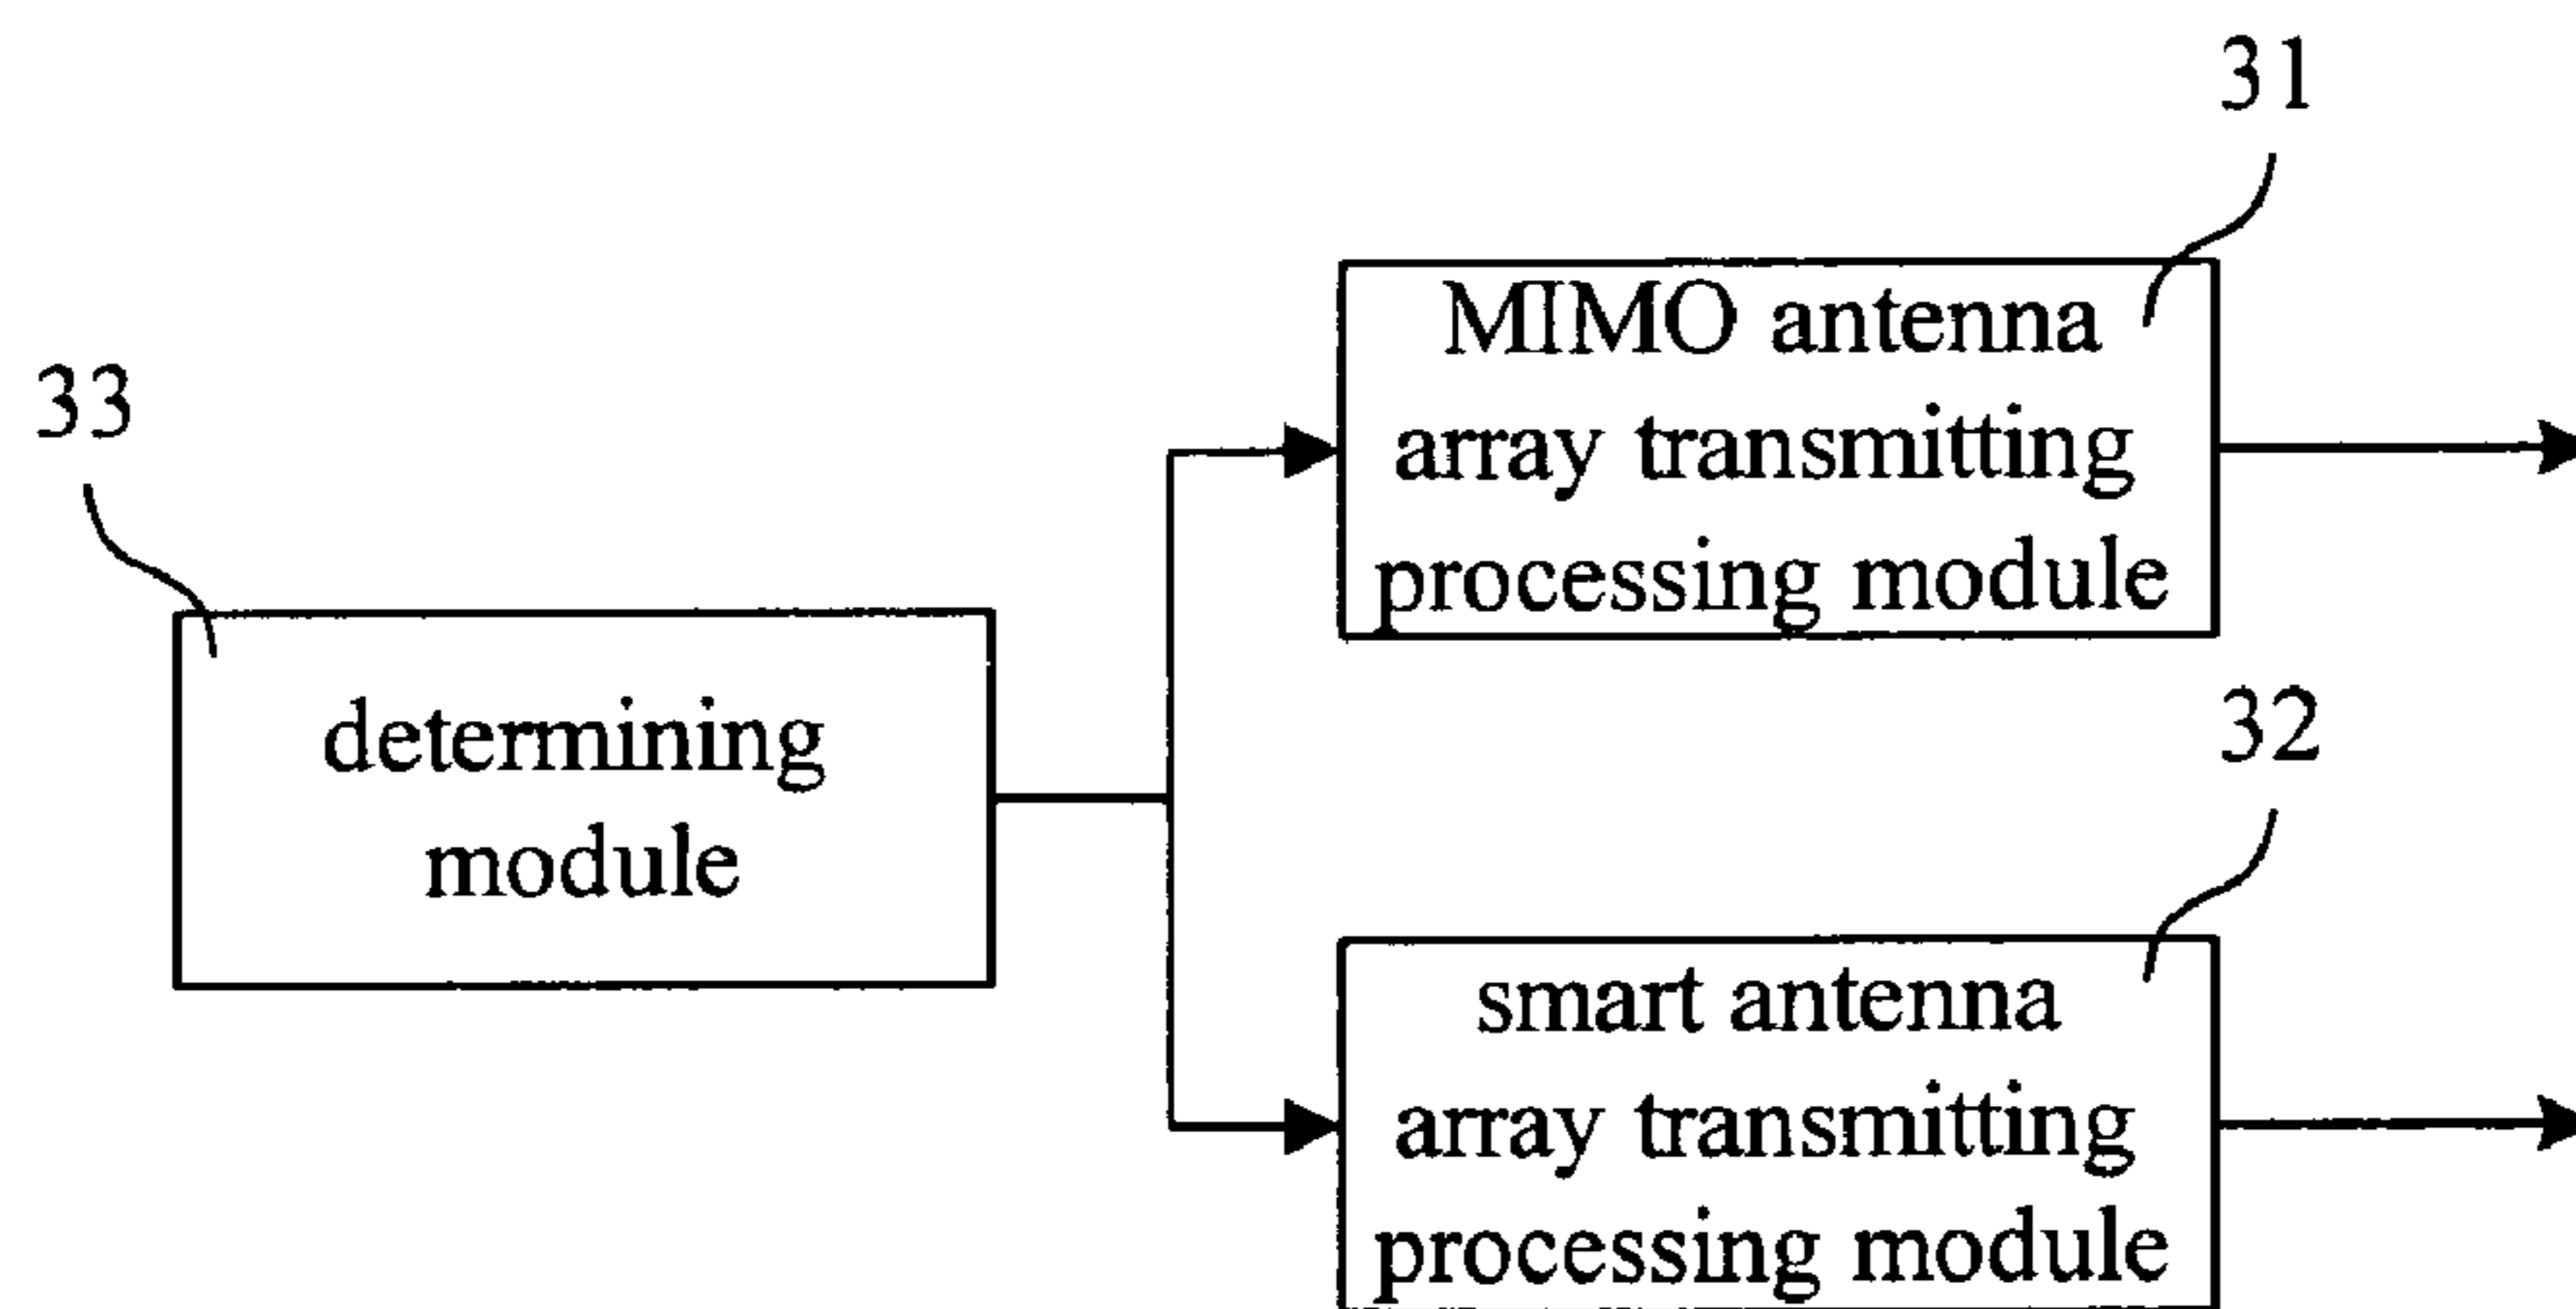 31
MIMO antenna
array transmitting
processing module
33
determining
module
32
smart antenna
array transmitting
processing module